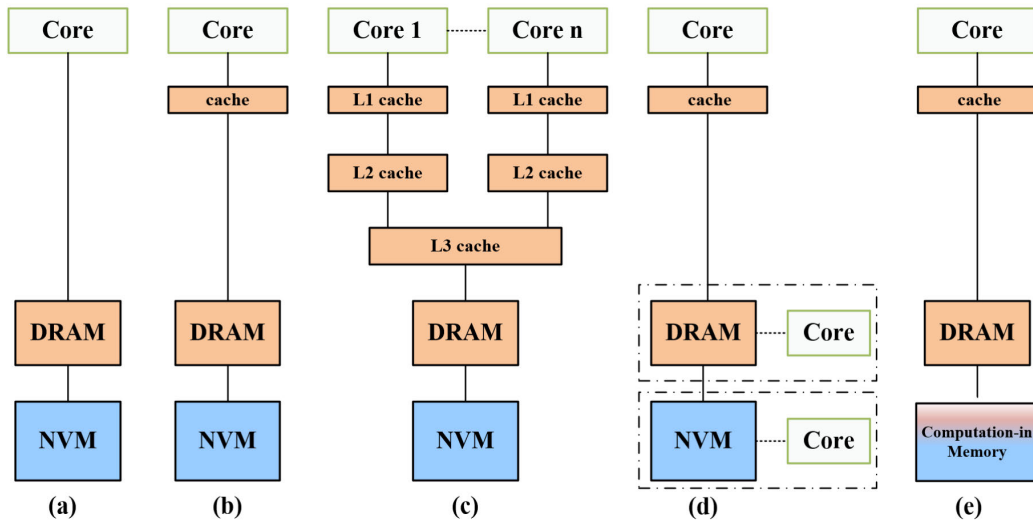 Core
Core
Core 1
Core n
Core
Core
cache
L1 cache
L1 cache
cache
cache
L2 cache
L2 cache
L3 cache
DRAM
DRAM
DRAM
DRAM
Core
DRAM
NVM
NVM
NVM
NVM
Core
Computation-in
Memory
(a)
(b)
(c)
(d)
(e)